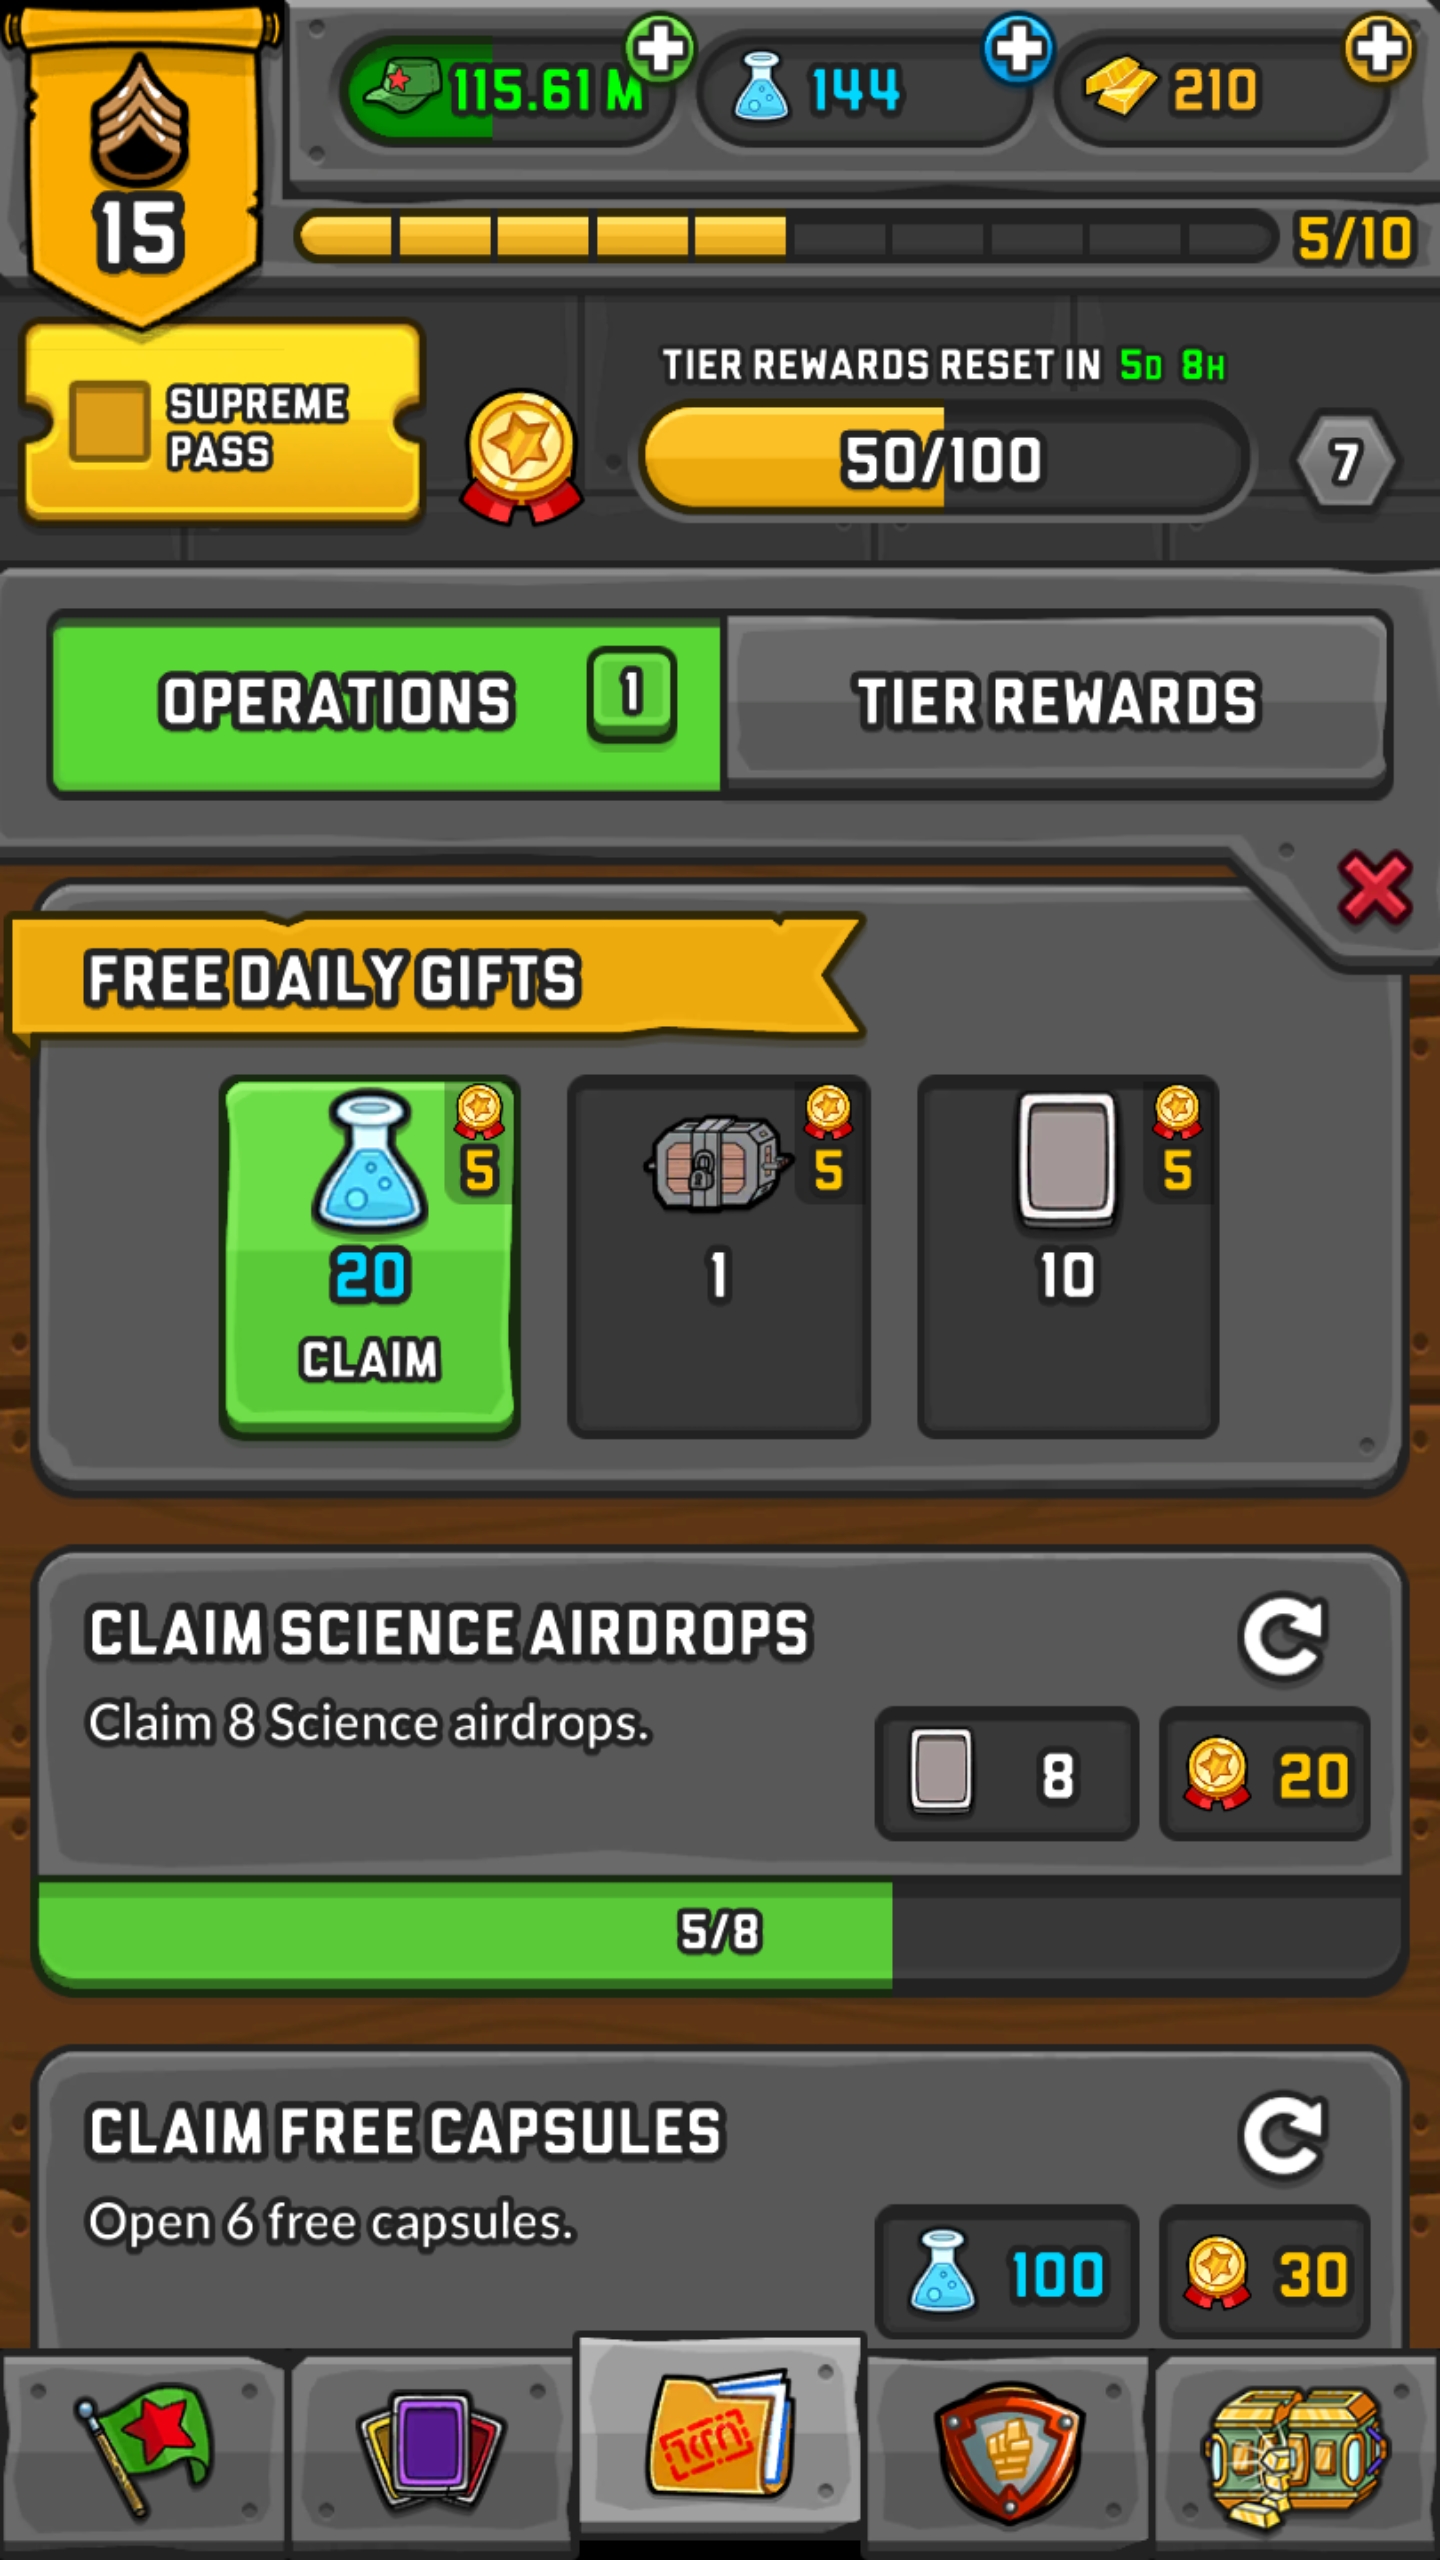 115.61 M
144
210
15
5/10
TIER REWARDS RESET IN 5D 8H
SUPREME
PASS
50/100
7
OPERATIONS
1
TIER REWARDS
FREE DAILY GIFTS
5
5
5
20
1
10
CLAIM
CLAIM SCIENCE AIRDROPS
Claim 8 Science airdrops.
8
20
5/8
CLAIM FREE CAPSULES
Open 6 free capsules.
100
30